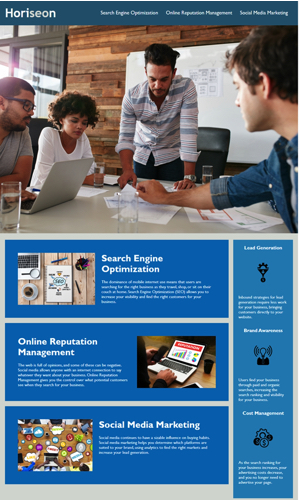 Horiseon
Search Engine Optimization Online Reputation Management Social Media Marketing
Search Engine
Optimization
The dominance of mobile internet use means that users are
searching for the right business as they travel, shop, or sit on their
couch at home. Search Engine Optimization (SEO) allows you to
increase your visibility and find the right customers for your
business.
Online Reputation
Management
The web is full of opinions, and some of these can be negative.
Social media allows anyone with an internet connection to say
whatever they want about your business. Online Reputation
Management gives you the control over what potential customers
see when they search for your business.
Social Media Marketing
Social media continues to have a sizable influence on buying habits.
Social media marketing helps you determine which platforms are
suited to your brand, using analytics to find the right markets and
increase your lead generation.
Lead Generation
Inbound strategies for lead
generation require less work
for your business, bringing
customers directly to your
website.
Brand Awareness
Users find your business
through paid and organic
searches, increasing the
search ranking and visibility
for your business.
Cost Management
As the search ranking for
your business increases, your
advertising costs decrease,
and you no longer need to
advertise your page.